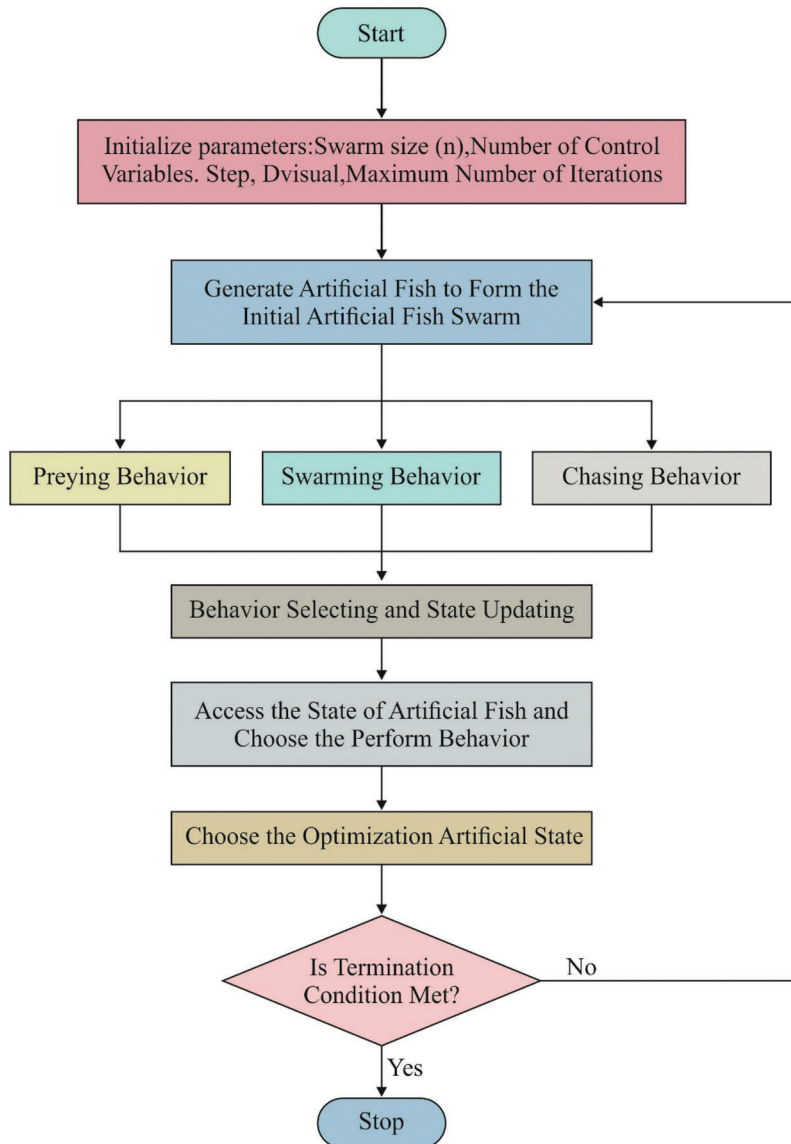 Start
Initialize parameters:Swarm size (n),Number of Control
Variables. Step, Dvisual,Maximum Number of Iterations
Generate Artificial Fish to Form the
Initial Artificial Fish Swarm
Preying Behavior
Swarming Behavior
Chasing Behavior
Behavior Selecting and State Updating
Access the State of Artificial Fish and
Choose the Perform Behavior
Choose the Optimization Artificial State
Is Termination
Condition Met?
No
Yes
Stop